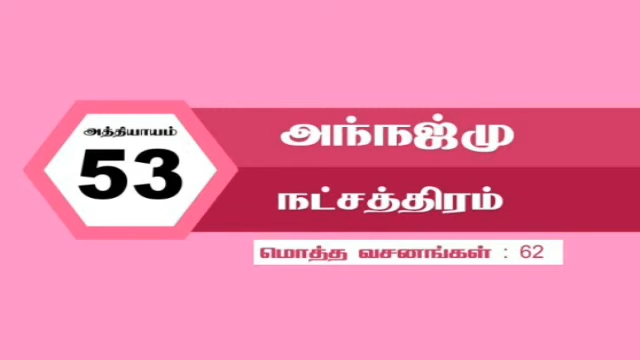 அத்தியாயம்
53
அந்நஜ்மு
நட்சத்திரம்
மொத்த வசனங்கள் : 62